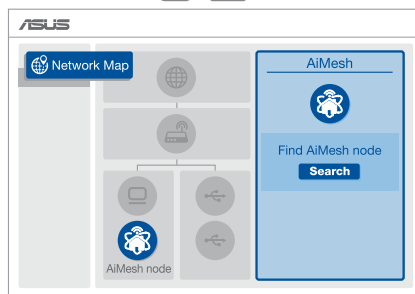 ASUS
Network Map
AiMesh
Find AiMesh node
Search
AiMesh node